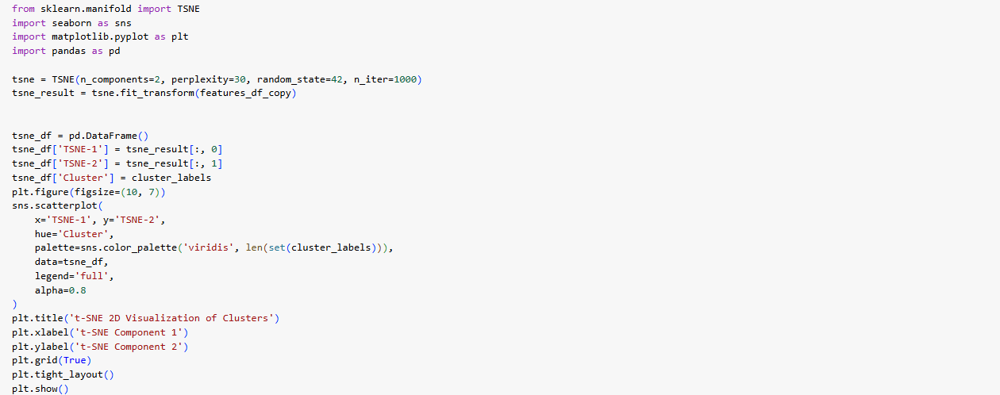 from sklearn.manifold import TSNE
import seaborn as sns
import matplotlib.pyplot as plt
import pandas as pd

tsne = TSNE(n_components=2, perplexity=30, random_state=42, n_iter=1000)
tsne_result = tsne.fit_transform(features_df_copy)


tsne_df = pd.DataFrame()
tsne_df['TSNE-1'] = tsne_result[:, 0]
tsne_df['TSNE-2'] = tsne_result[:, 1]
tsne_df['Cluster'] = cluster_labels
plt.figure(figsize=(10, 7))
sns.scatterplot(
    x='TSNE-1', y='TSNE-2',
    hue='Cluster',
    palette=sns.color_palette('viridis', len(set(cluster_labels))),
    data=tsne_df,
    legend='full',
    alpha=0.8
)
plt.title('t-SNE 2D Visualization of Clusters')
plt.xlabel('t-SNE Component 1')
plt.ylabel('t-SNE Component 2')
plt.grid(True)
plt.tight_layout()
plt.show()